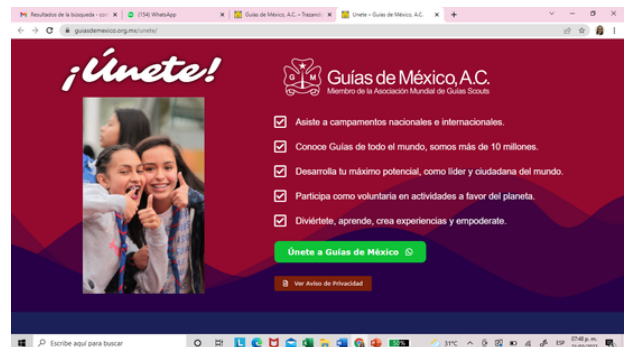 Resultados de la búsqueda - cor
(154) WhatsApp
Guías de México, A.C. – Trazando
Únete – Guías de México, A.C.
guiasdemexico.org.mx/unete/
¡Únete!
G M
Guías de México, A.C.
Miembro de la Asociación Mundial de Guías Scouts
Asiste a campamentos nacionales e internacionales.
Conoce Guías de todo el mundo, somos más de 10 millones.
Desarrolla tu máximo potencial, como líder y ciudadana del mundo.
Participa como voluntaria en actividades a favor del planeta.
Diviértete, aprende, crea experiencias y empoderate.
Únete a Guías de México
Ver Aviso de Privacidad
Escribe aquí para buscar
55%
31°C
ESP
07:48 p. m.